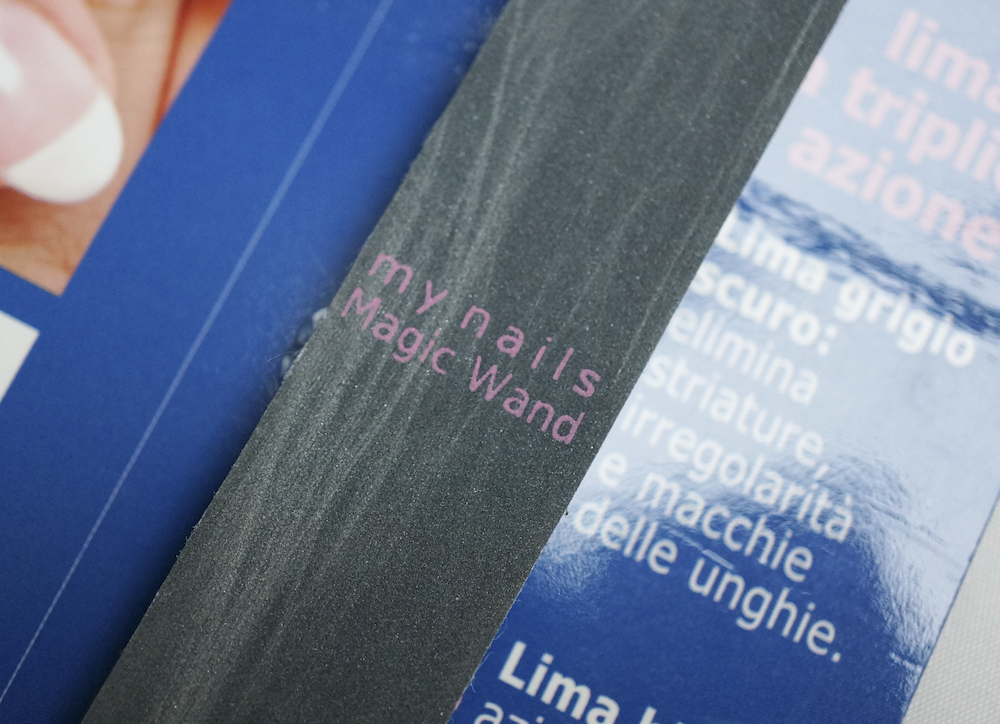 my nails
Magic Wand
lima
a tripli
azione
Lima grigio
scuro:
elimina
striature,
irregolarità
e macchie
delle unghie.
Lima